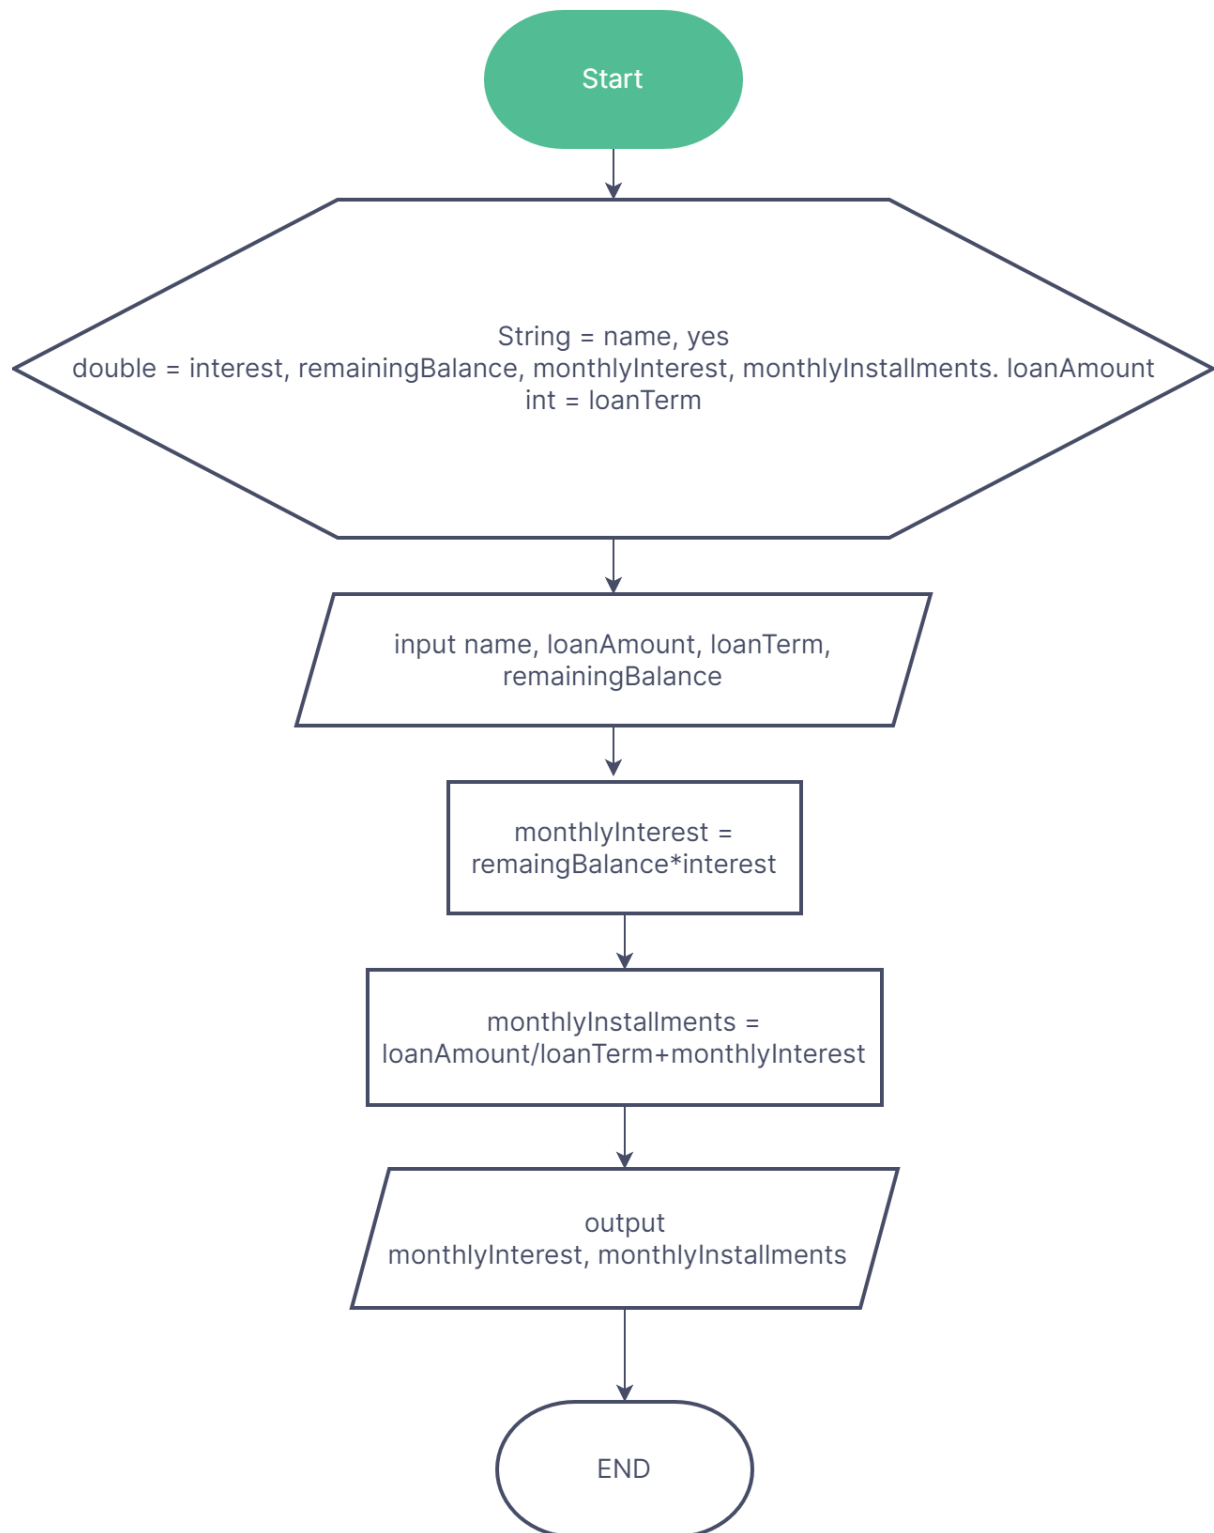 Start
String = name, yes
double = interest, remainingBalance, monthlyInterest, monthlyInstallments. loanAmount
int = loanTerm
input name, loanAmount, loanTerm,
remainingBalance
monthlyInterest =
remaingBalance*interest
monthlyInstallments =
loanAmount/loanTerm+monthlyInterest
output
monthlyInterest, monthlyInstallments
END